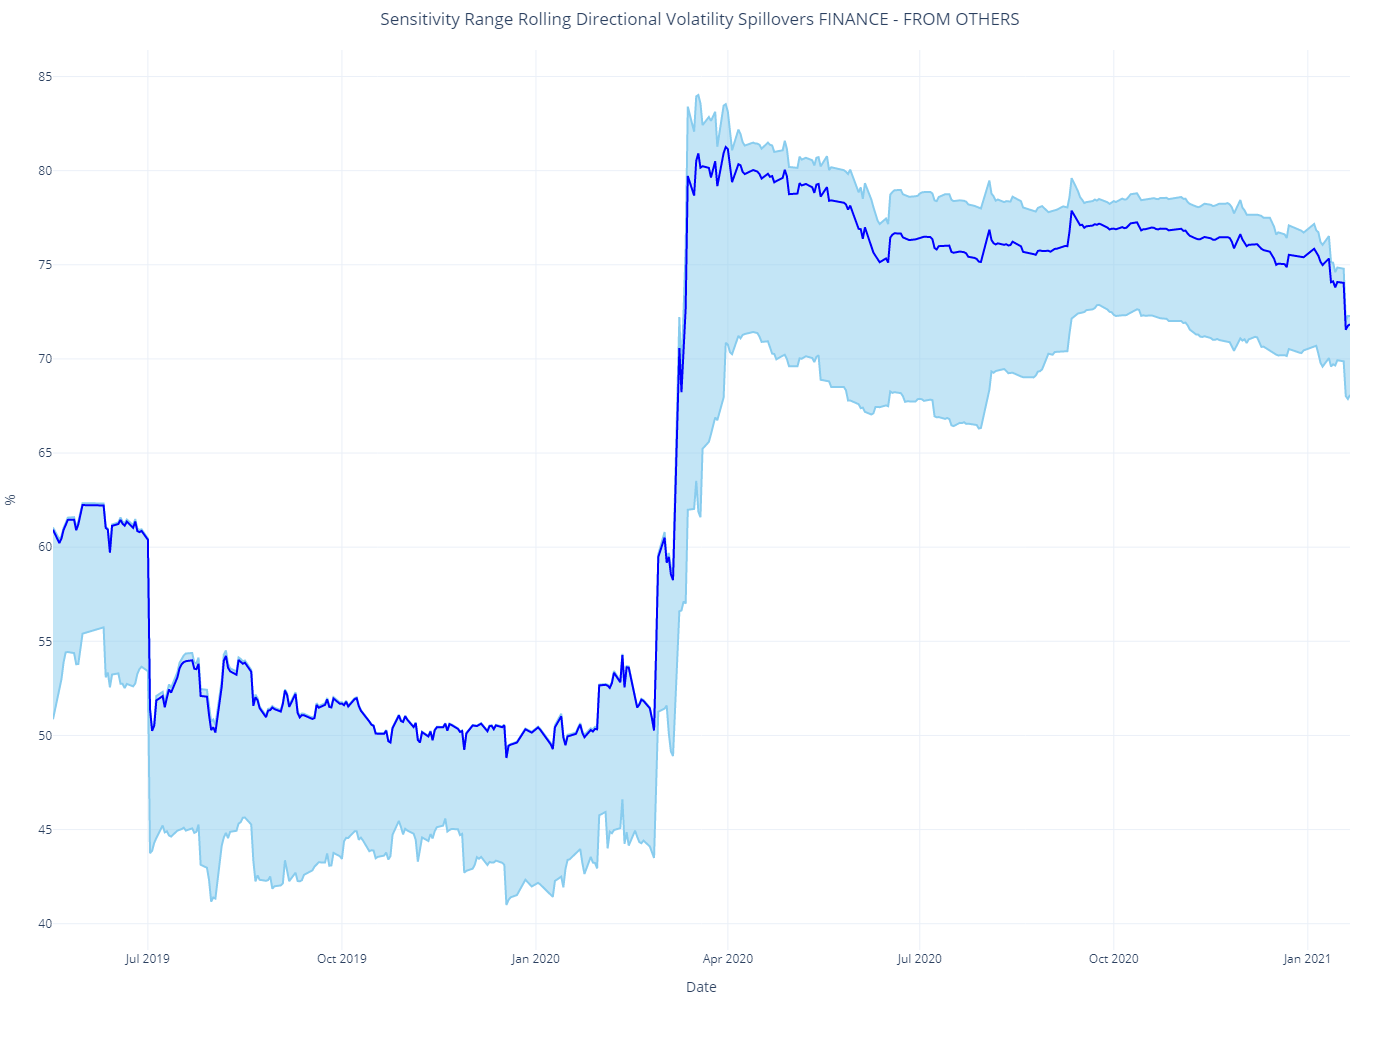 Sensitivity Range Rolling Directional Volatility Spillovers FINANCE - FROM OTHERS
85
80
75
70
65
%
60
55
50
45
40
Jul 2019
Oct 2019
Jan 2020
Apr 2020
Jul 2020
Oct 2020
Jan 2021
Date